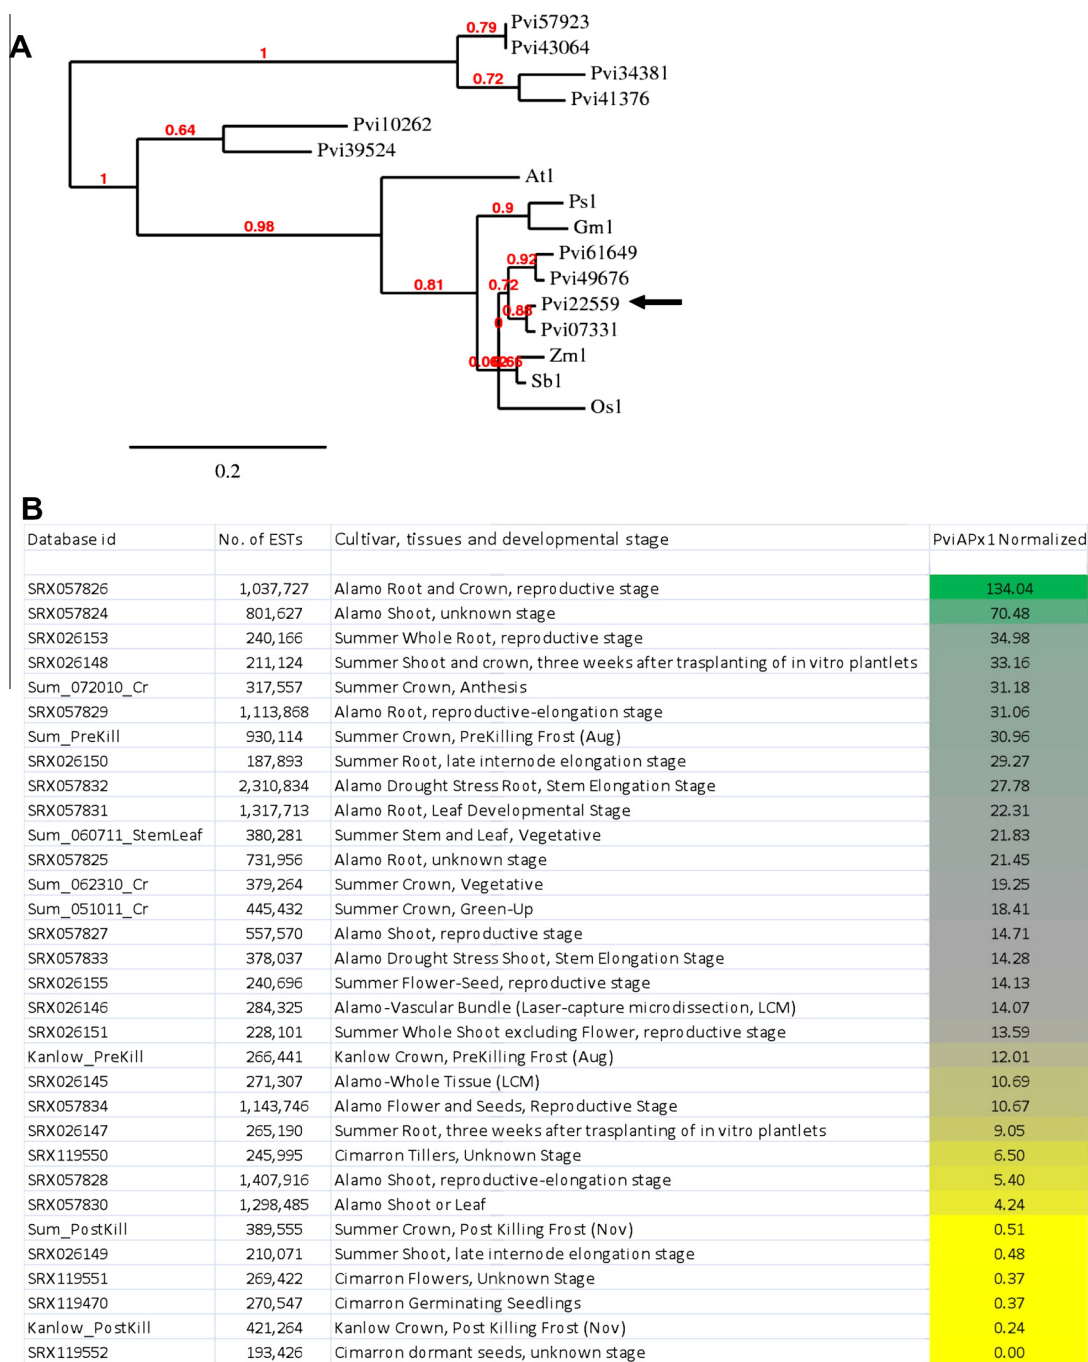 A
0.79
Pvi57923
Pvi43064
1
0.72
Pvi34381
Pvi41376
0.64
Pvi10262
Pvi39524
1
At1
0.98
0.9
Ps1
Gm1
0.92
Pvi61649
Pvi49676
0.81
0.72
0.88
Pvi22559
Pvi07331
0
Zm1
Sb1
Os1
0.2
B
Database id No. of ESTs Cultivar, tissues and developmental stage PviAPx1 Normalized
SRX057826 1,037,727 Alamo Root and Crown, reproductive stage 134.04
SRX057824 801,627 Alamo Shoot, unknown stage 70.48
SRX026153 240,166 Summer Whole Root, reproductive stage 34.98
SRX026148 211,124 Summer Shoot and crown, three weeks after trasplanting of in vitro plantlets 33.16
Sum_072010_Cr 317,557 Summer Crown, Anthesis 31.18
SRX057829 1,113,868 Alamo Root, reproductive-elongation stage 31.06
Sum_PreKill 930,114 Summer Crown, PreKilling Frost (Aug) 30.96
SRX026150 187,893 Summer Root, late internode elongation stage 29.27
SRX057832 2,310,834 Alamo Drought Stress Root, Stem Elongation Stage 27.78
SRX057831 1,317,713 Alamo Root, Leaf Developmental Stage 22.31
Sum_060711_StemLeaf 380,281 Summer Stem and Leaf, Vegetative 21.83
SRX057825 731,956 Alamo Root, unknown stage 21.45
Sum_062310_Cr 379,264 Summer Crown, Vegetative 19.25
Sum_051011_Cr 445,432 Summer Crown, Green-Up 18.41
SRX057827 557,570 Alamo Shoot, reproductive stage 14.71
SRX057833 378,037 Alamo Drought Stress Shoot, Stem Elongation Stage 14.28
SRX026155 240,696 Summer Flower-Seed, reproductive stage 14.13
SRX026146 284,325 Alamo-Vascular Bundle (Laser-capture microdissection, LCM) 14.07
SRX026151 228,101 Summer Whole Shoot excluding Flower, reproductive stage 13.59
Kanlow_PreKill 266,441 Kanlow Crown, PreKilling Frost (Aug) 12.01
SRX026145 271,307 Alamo-Whole Tissue (LCM) 10.69
SRX057834 1,143,746 Alamo Flower and Seeds, Reproductive Stage 10.67
SRX026147 265,190 Summer Root, three weeks after trasplanting of in vitro plantlets 9.05
SRX119550 245,995 Cimarron Tillers, Unknown Stage 6.50
SRX057828 1,407,916 Alamo Shoot, reproductive-elongation stage 5.40
SRX057830 1,298,485 Alamo Shoot or Leaf 4.24
Sum_PostKill 389,555 Summer Crown, Post Killing Frost (Nov) 0.51
SRX026149 210,071 Summer Shoot, late internode elongation stage 0.48
SRX119551 269,422 Cimarron Flowers, Unknown Stage 0.37
SRX119470 270,547 Cimarron Germinating Seedlings 0.37
Kanlow_PostKill 421,264 Kanlow Crown, Post Killing Frost (Nov) 0.24
SRX119552 193,426 Cimarron dormant seeds, unknown stage 0.00